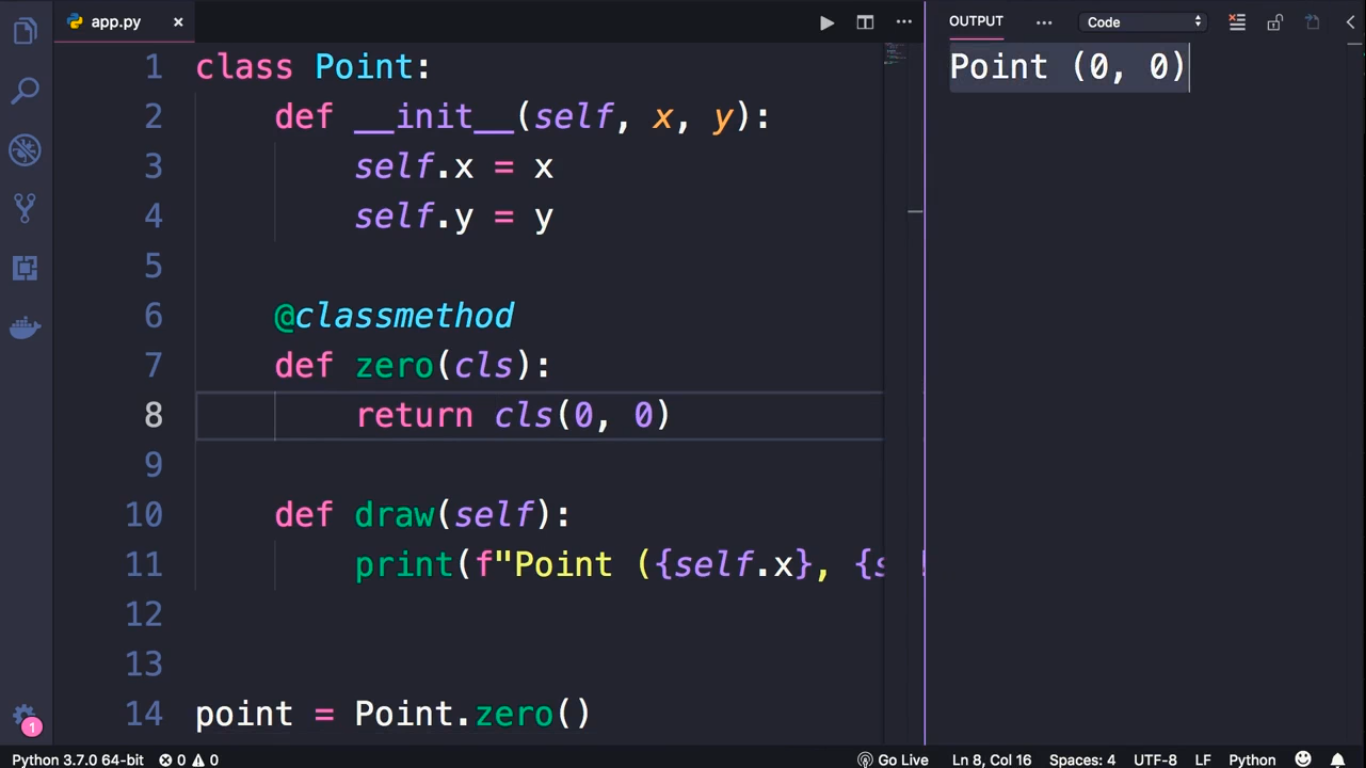 app.py
OUTPUT
Code
1 class Point:
2     def __init__(self, x, y):
3         self.x = x
4         self.y = y
5
6     @classmethod
7     def zero(cls):
8         return cls(0, 0)
9
10     def draw(self):
11         print(f"Point ({self.x}, {s
12
13
14 point = Point.zero()
Point (0, 0)
1
Python 3.7.0 64-bit 0 0 Go Live Ln 8, Col 16 Spaces: 4 UTF-8 LF Python